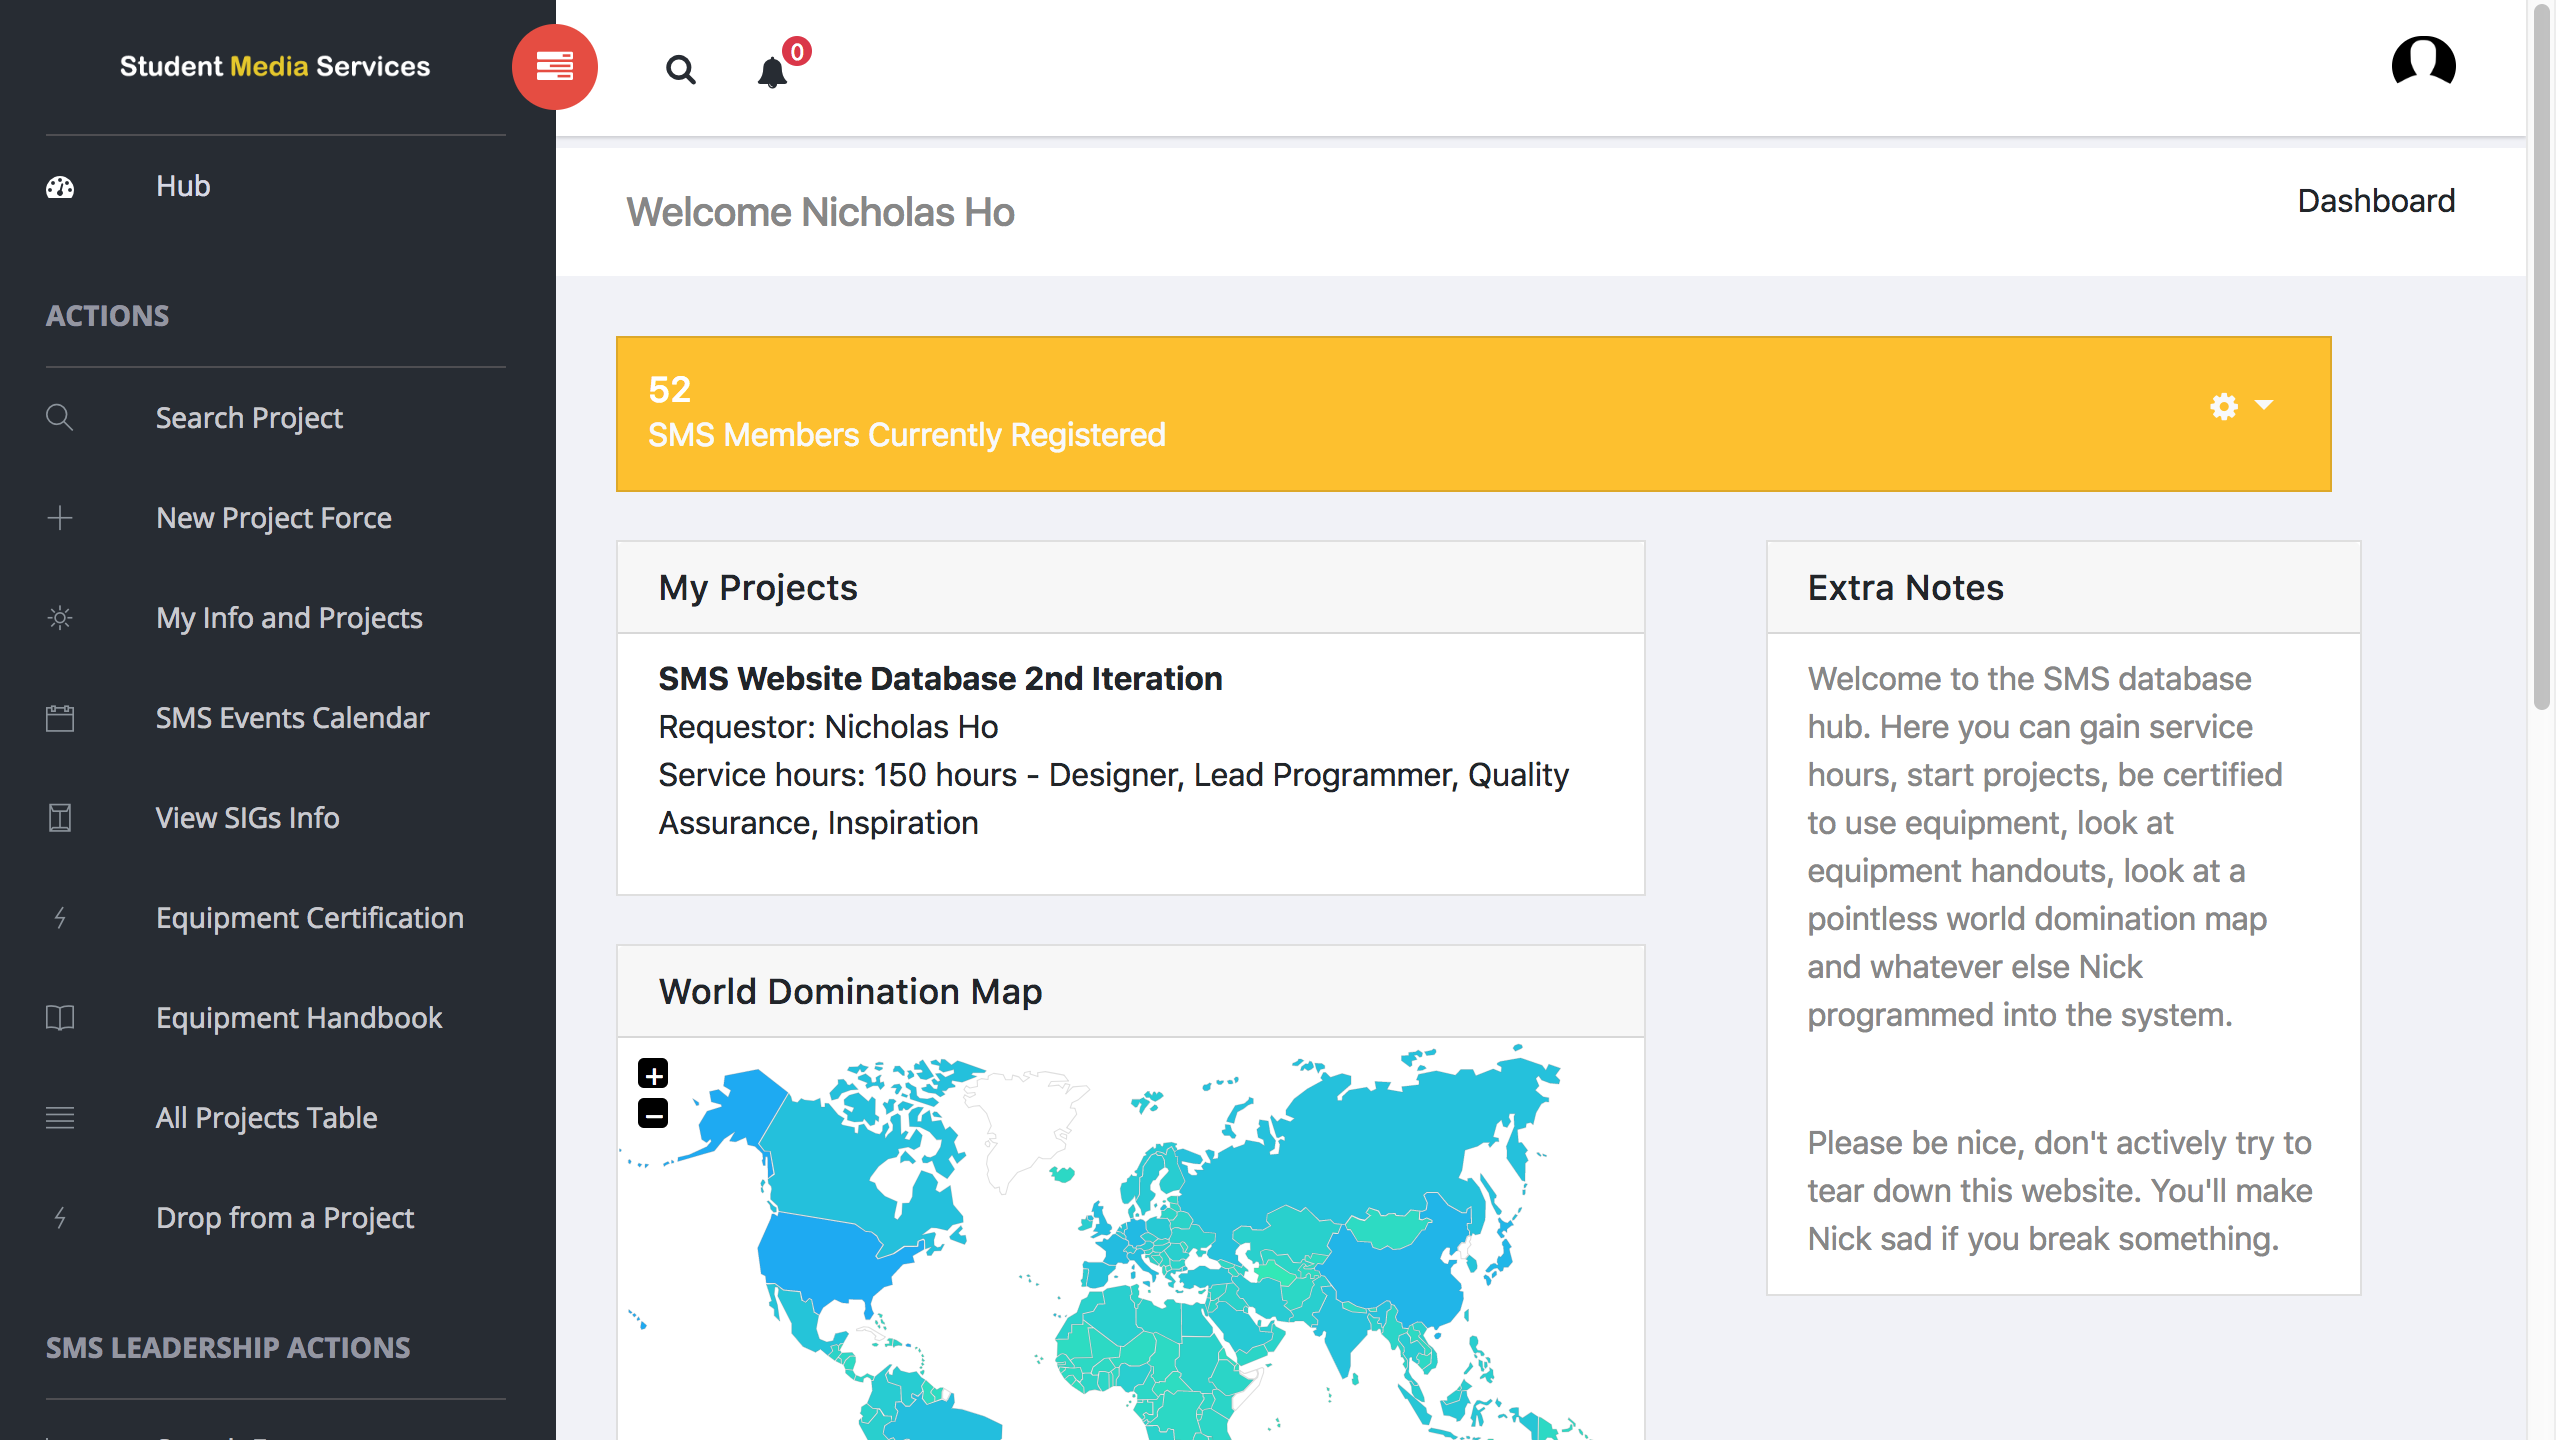 Student Media Services
0
Hub
Welcome Nicholas Ho
Dashboard
ACTIONS
Search Project
New Project Force
My Info and Projects
SMS Events Calendar
View SIGs Info
Equipment Certification
Equipment Handbook
All Projects Table
Drop from a Project
SMS LEADERSHIP ACTIONS
52
SMS Members Currently Registered
My Projects
SMS Website Database 2nd Iteration
Requestor: Nicholas Ho
Service hours: 150 hours - Designer, Lead Programmer, Quality
Assurance, Inspiration
World Domination Map
+
−
Extra Notes
Welcome to the SMS database
hub. Here you can gain service
hours, start projects, be certified
to use equipment, look at
equipment handouts, look at a
pointless world domination map
and whatever else Nick
programmed into the system.
Please be nice, don't actively try to
tear down this website. You'll make
Nick sad if you break something.